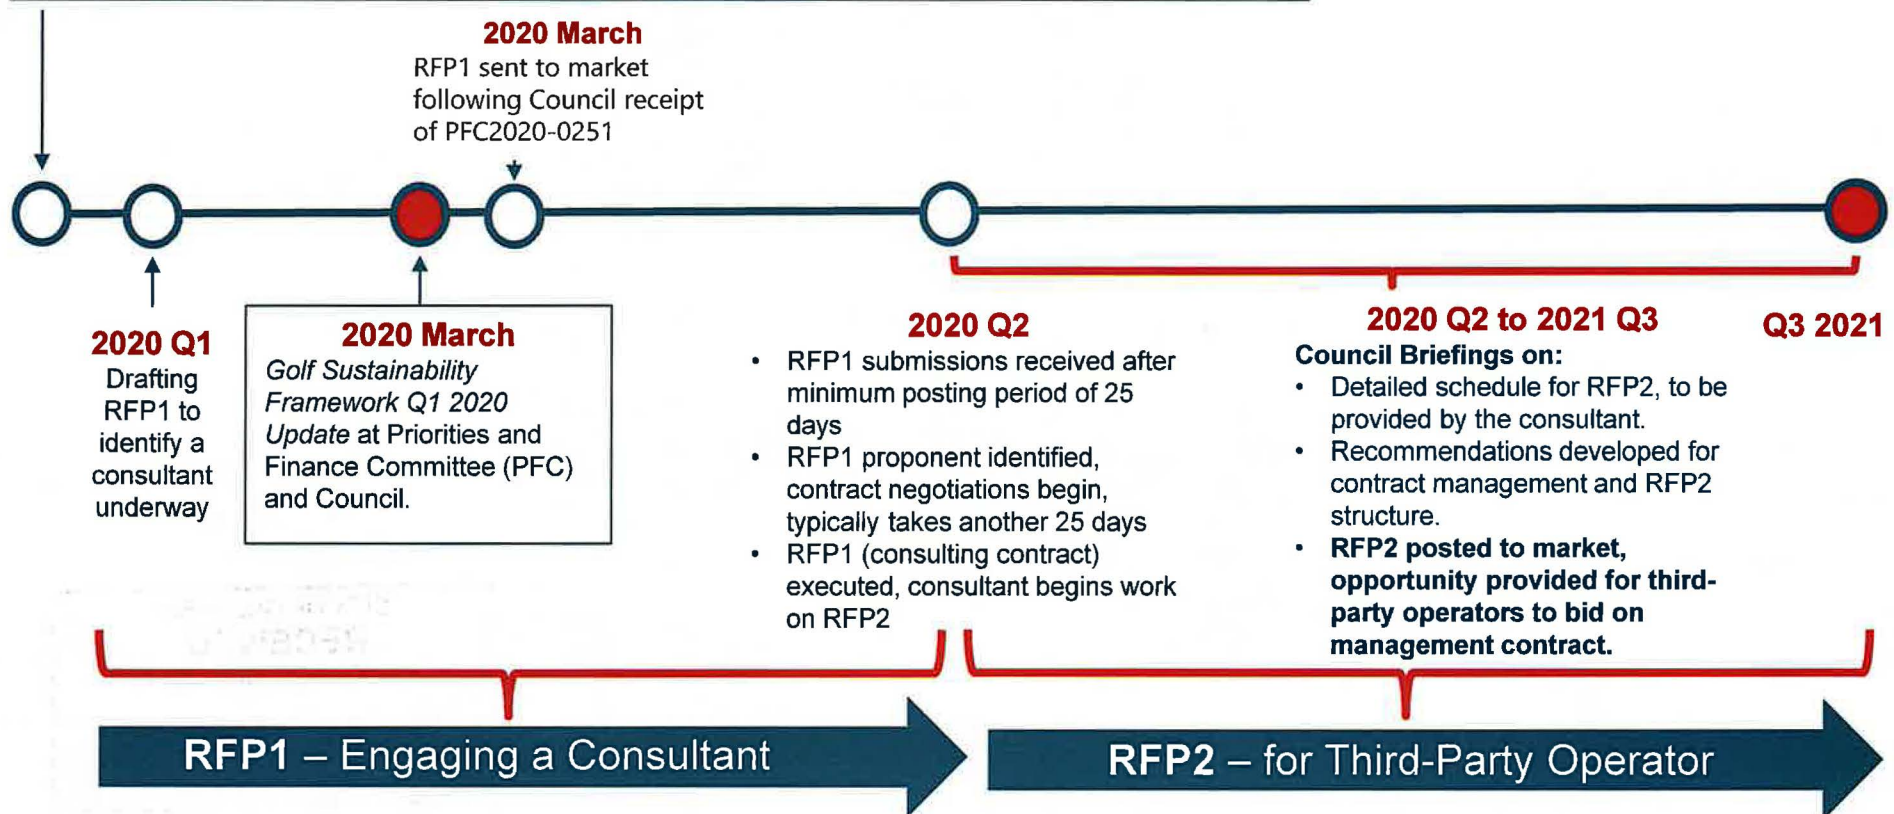 2020 March
RFP1 sent to market
following Council receipt
of PFC2020-0251
2020 Q1
Drafting
RFP1 to
identify a
consultant
underway
2020 March
Golf Sustainability
Framework Q1 2020
Update at Priorities and
Finance Committee (PFC)
and Council.
2020 Q2
• RFP1 submissions received after
minimum posting period of 25
days
• RFP1 proponent identified,
contract negotiations begin,
typically takes another 25 days
• RFP1 (consulting contract)
executed, consultant begins work
on RFP2
2020 Q2 to 2021 Q3
Council Briefings on:
• Detailed schedule for RFP2, to be
provided by the consultant.
• Recommendations developed for
contract management and RFP2
structure.
• RFP2 posted to market,
opportunity provided for third-
party operators to bid on
management contract.
Q3 2021
RFP1 – Engaging a Consultant
RFP2 – for Third-Party Operator